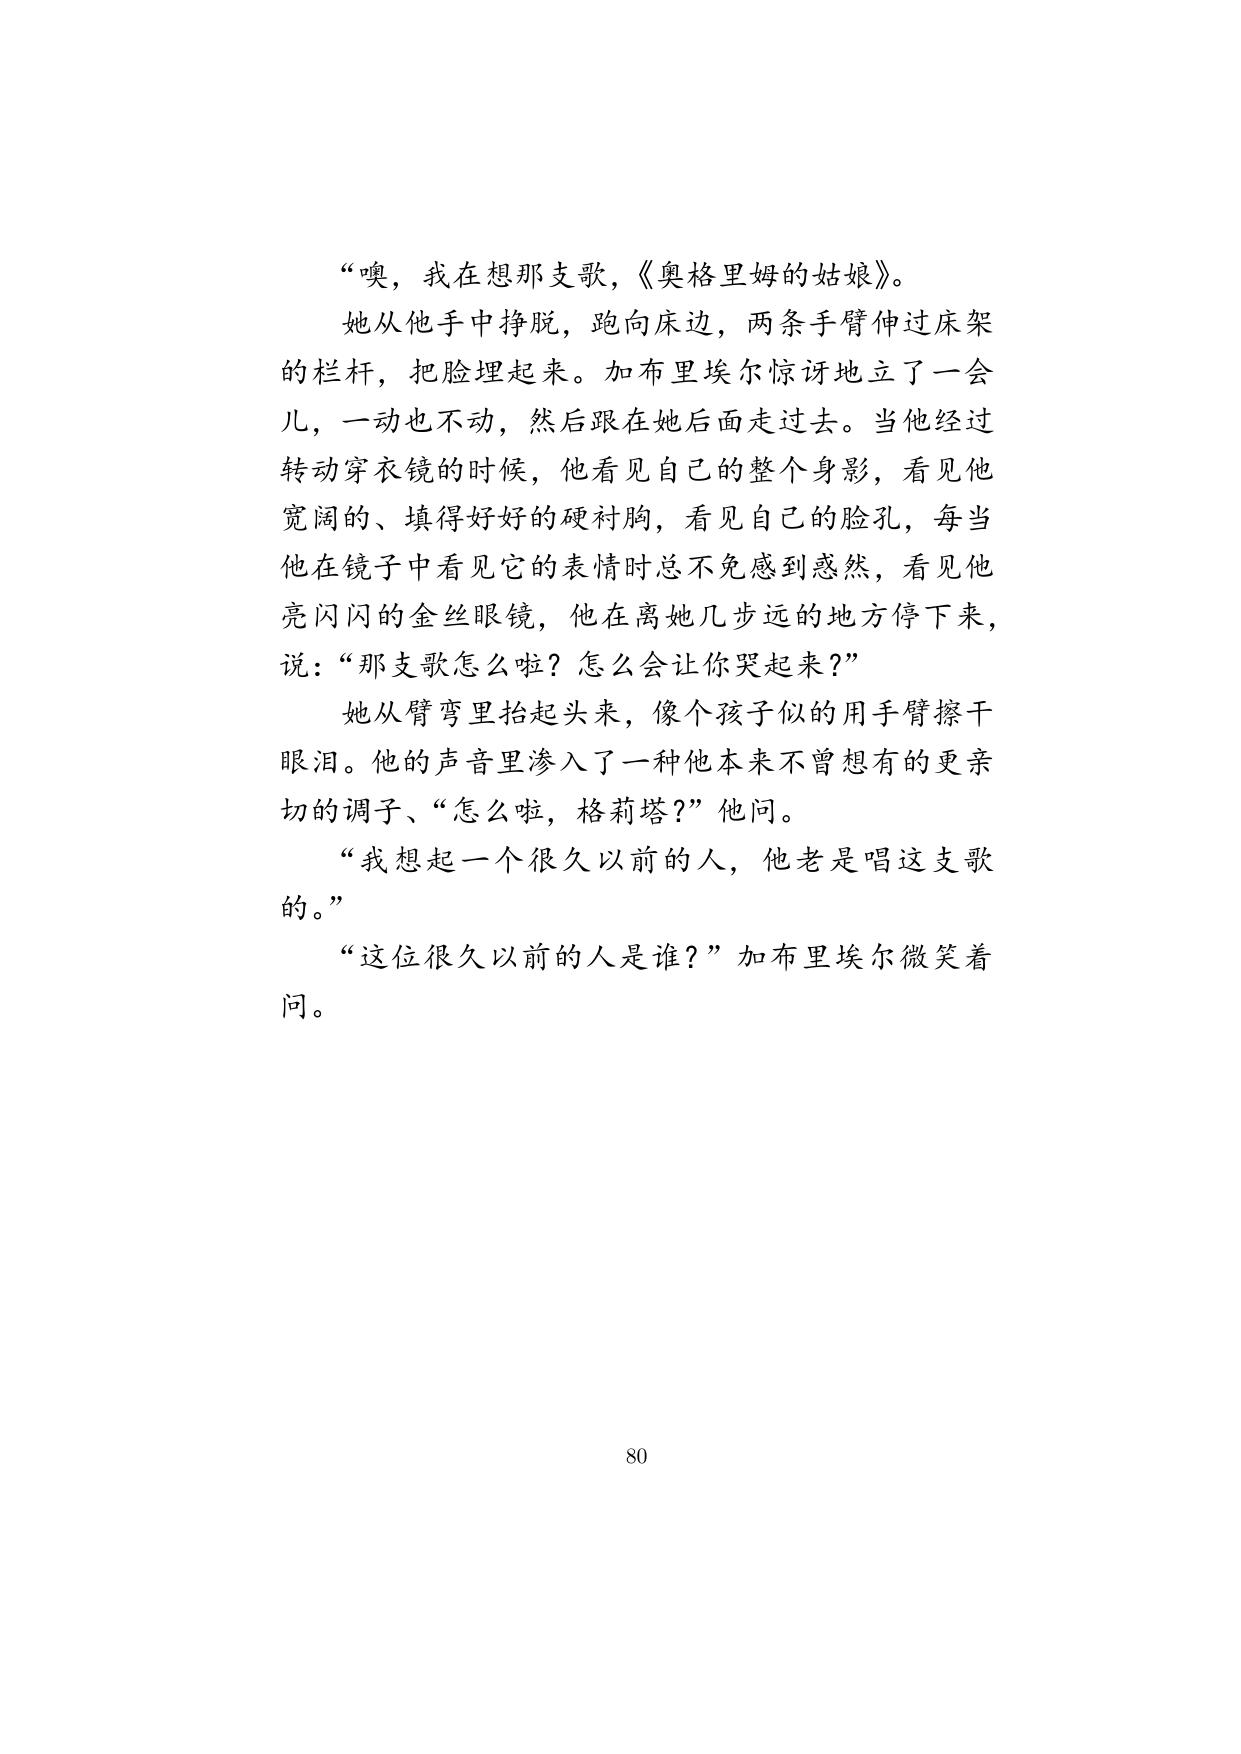 “噢，我在想那支歌，《奥格里姆的姑娘》。
她从他手中挣脱，跑向床边，两条手臂伸过床架
的栏杆，把脸埋起来。加布里埃尔惊讶地立了一会
儿，一动也不动，然后跟在她后面走过去。当他经过
转动穿衣镜的时候，他看见自己的整个身影，看见他
宽阔的、填得好好的硬衬胸，看见自己的脸孔，每当
他在镜子中看见它的表情时总不免感到惑然，看见他
亮闪闪的金丝眼镜，他在离她几步远的地方停下来，
说：“那支歌怎么啦？怎么会让你哭起来？”
她从臂弯里抬起头来，像个孩子似的用手臂擦干
眼泪。他的声音里渗入了一种他本来不曾想有的更亲
切的调子、“怎么啦，格莉塔？”他问。
“我想起一个很久以前的人，他老是唱这支歌
的。”
“这位很久以前的人是谁？”加布里埃尔微笑着
问。
80